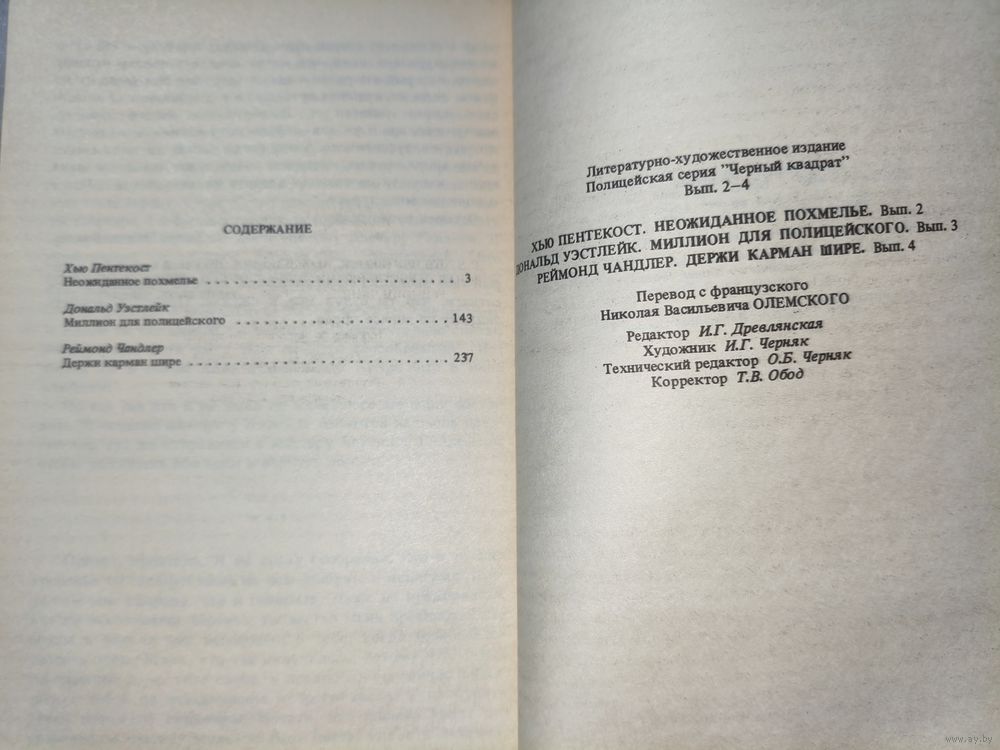 СОДЕРЖАНИЕ
Хью Пентекост
Неожиданное похмелье . . . . . . . . . . . . . . . . . . . . . . . . . . . 3
Дональд Уэстлейк
Миллион для полицейского . . . . . . . . . . . . . . . . . . . . . . . 143
Реймонд Чандлер
Держи карман шире . . . . . . . . . . . . . . . . . . . . . . . . . . . . 237
Литературно-художественное издание
Полицейская серия "Черный квадрат"
Вып. 2—4
ХЬЮ ПЕНТЕКОСТ. НЕОЖИДАННОЕ ПОХМЕЛЬЕ. Вып. 2
ДОНАЛЬД УЭСТЛЕЙК. МИЛЛИОН ДЛЯ ПОЛИЦЕЙСКОГО. Вып. 3
РЕЙМОНД ЧАНДЛЕР. ДЕРЖИ КАРМАН ШИРЕ. Вып. 4
Перевод с французского
Николая Васильевича ОЛЕМСКОГО
Редактор И.Г. Древлянская
Художник И.Г. Черняк
Технический редактор О.Б. Черняк
Корректор Т.В. Обод
www.ay.by